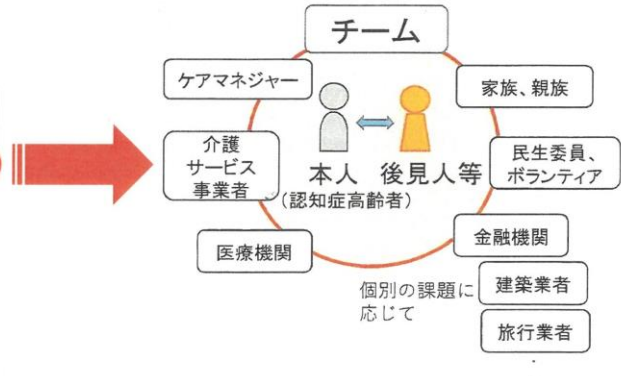 チーム
ケアマネジャー
家族、親族
介護
サービス
事業者
本人
後見人等
(認知症高齢者)
民生委員、
ボランティア
医療機関
金融機関
個別の課題に
応じて
建築業者
旅行業者